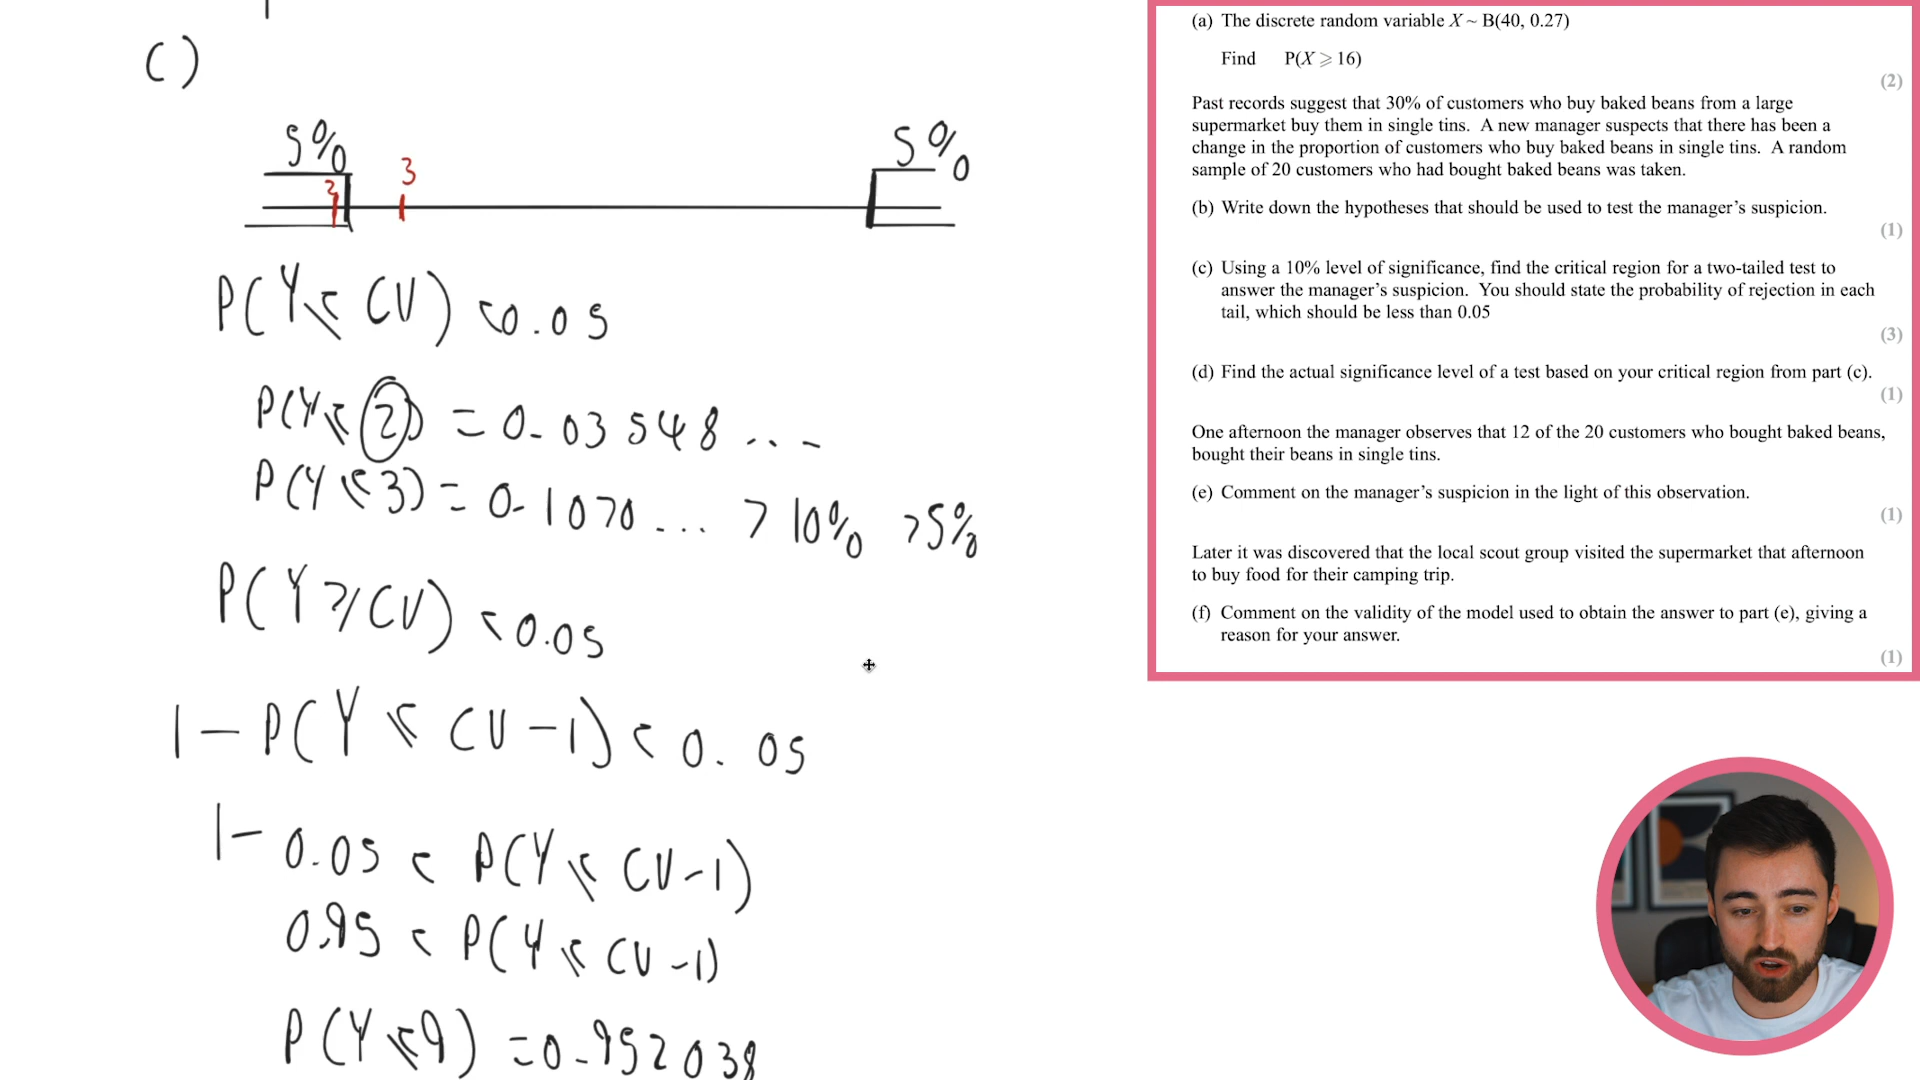 C)
5%
5%
2
3
P(Y ⩽ CV) < 0.05
P(Y ⩽ 2) = 0.03548...
P(Y ⩽ 3) = 0.1070... > 10% > 5%
P(Y ⩾ CV) < 0.05
1 - P(Y ⩽ CV - 1) < 0.05
1 - 0.05 < P(Y ⩽ CV - 1)
0.95 < P(Y ⩽ CV - 1)
P(Y ⩽ 9) = 0.952038
(a) The discrete random variable X ~ B(40, 0.27)
Find P(X ⩾ 16)
(2)
Past records suggest that 30% of customers who buy baked beans from a large
supermarket buy them in single tins. A new manager suspects that there has been a
change in the proportion of customers who buy baked beans in single tins. A random
sample of 20 customers who had bought baked beans was taken.
(b) Write down the hypotheses that should be used to test the manager's suspicion.
(1)
(c) Using a 10% level of significance, find the critical region for a two-tailed test to
answer the manager's suspicion. You should state the probability of rejection in each
tail, which should be less than 0.05
(3)
(d) Find the actual significance level of a test based on your critical region from part (c).
(1)
One afternoon the manager observes that 12 of the 20 customers who bought baked beans,
bought their beans in single tins.
(e) Comment on the manager's suspicion in the light of this observation.
(1)
Later it was discovered that the local scout group visited the supermarket that afternoon
to buy food for their camping trip.
(f) Comment on the validity of the model used to obtain the answer to part (e), giving a
reason for your answer.
(1)